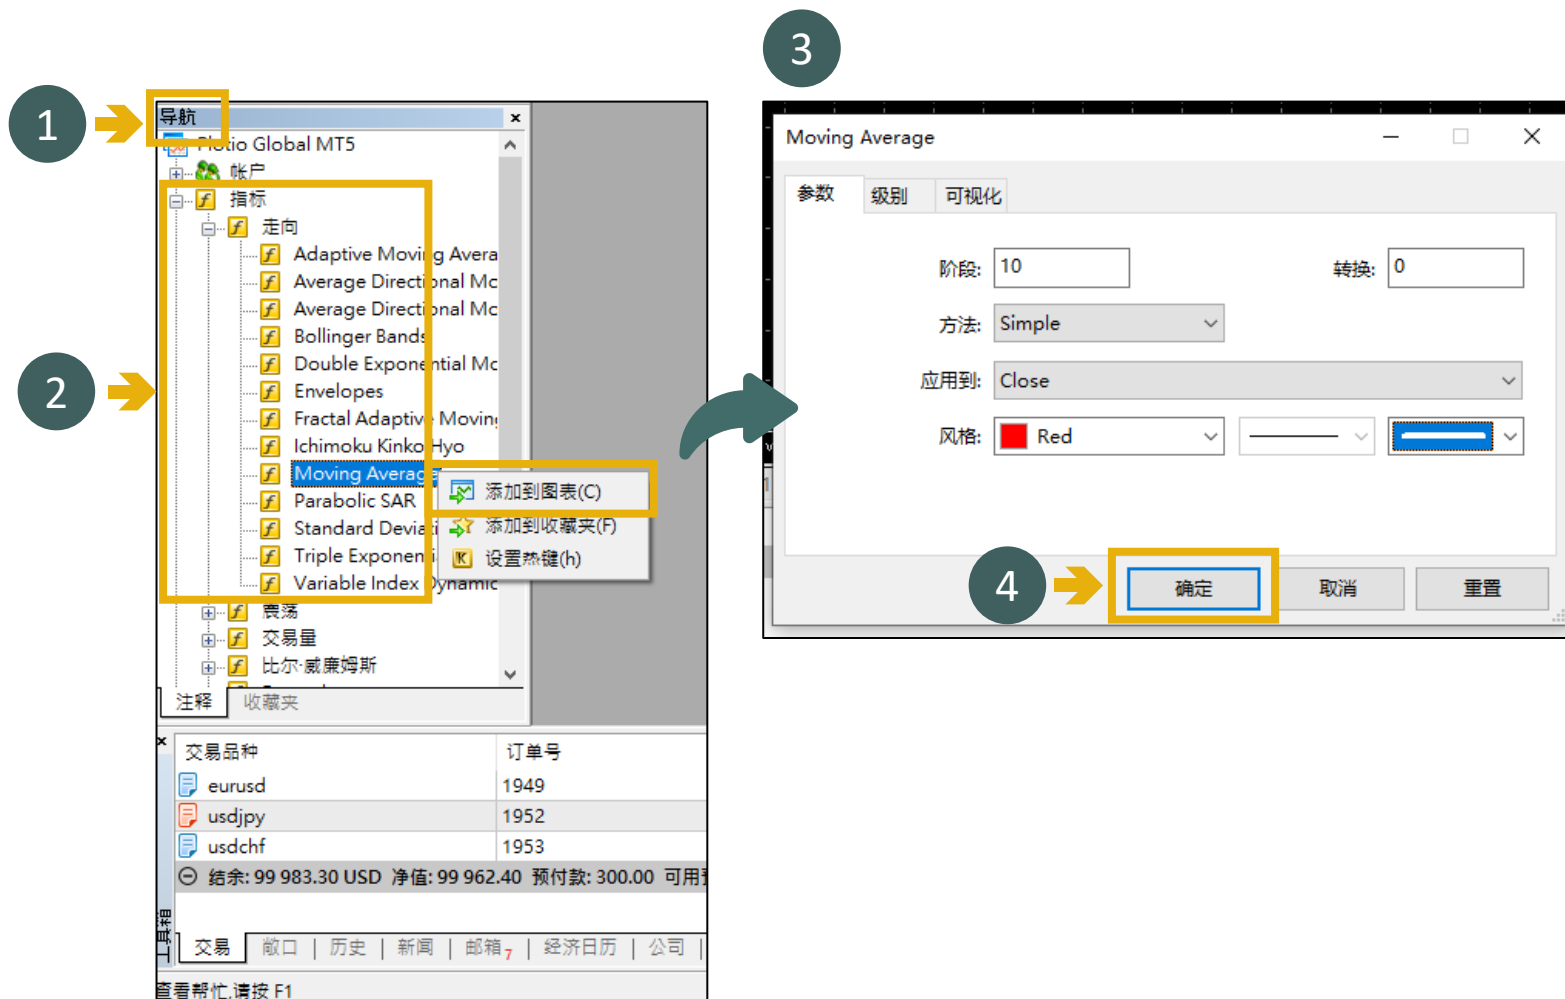 1
导航
Plotio Global MT5
帐户
指标
走向
Adaptive Moving Avera
Average Directional Mo
Average Directional Mo
Bollinger Bands
Double Exponential Mo
2
Envelopes
Fractal Adaptive Moving
Ichimoku Kinko Hyo
Moving Average
添加到图表(C)
Parabolic SAR
Standard Deviati
添加到收藏夹(F)
Triple Exponenti
设置热键(h)
Variable Index Dynamic
震荡
交易量
比尔·威廉姆斯
注释 收藏夹
交易品种 订单号
eurusd 1949
usdjpy 1952
usdchf 1953
结余: 99 983.30 USD 净值: 99 962.40 预付款: 300.00 可用
工具箱
交易 敞口 | 历史 | 新闻 | 邮箱7 | 经济日历 | 公司 |
查看帮忙,请按 F1
3
Moving Average
参数 级别 可视化
阶段: 10 转换: 0
方法: Simple
应用到: Close
风格: Red
4
确定 取消 重置